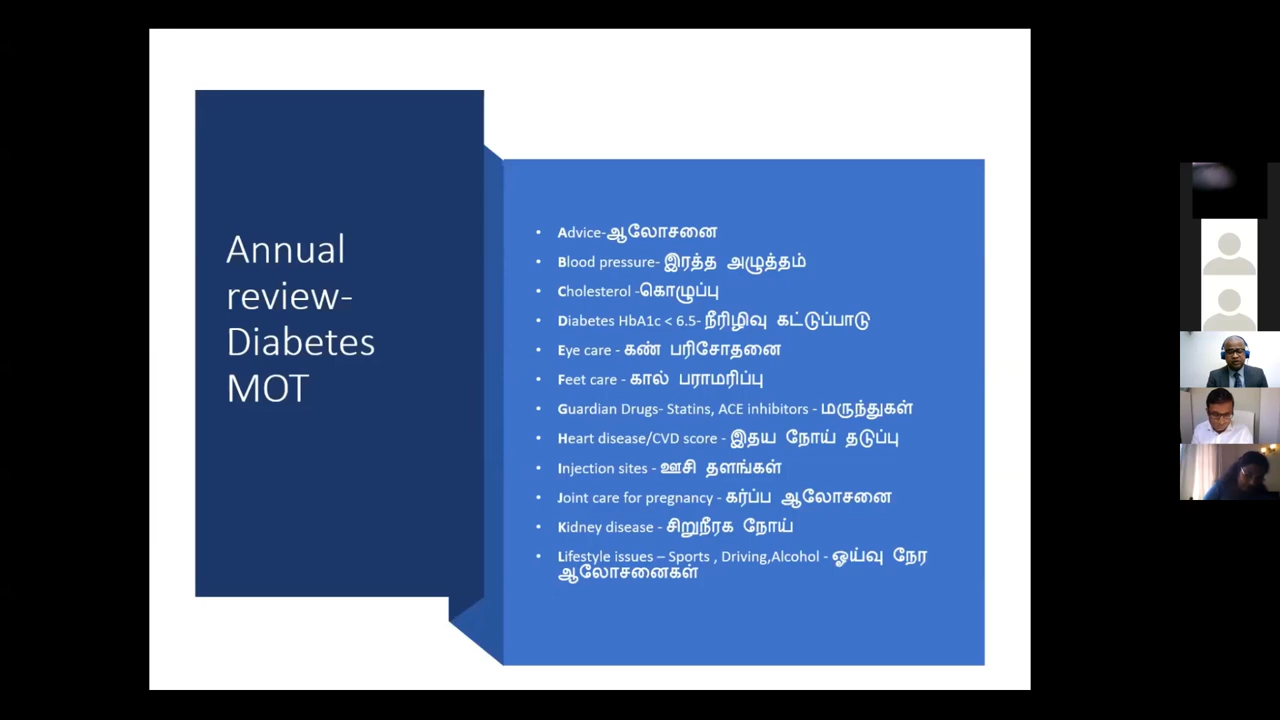 Annual
review-
Diabetes
MOT
• Advice-ஆலோசனை
• Blood pressure- இரத்த அழுத்தம்
• Cholesterol -கொழுப்பு
• Diabetes HbA1c < 6.5- நீரிழிவு கட்டுப்பாடு
• Eye care - கண் பரிசோதனை
• Feet care - கால் பராமரிப்பு
• Guardian Drugs- Statins, ACE inhibitors - மருந்துகள்
• Heart disease/CVD score - இதய நோய் தடுப்பு
• Injection sites - ஊசி தளங்கள்
• Joint care for pregnancy - கர்ப்ப ஆலோசனை
• Kidney disease - சிறுநீரக நோய்
• Lifestyle issues – Sports , Driving,Alcohol - ஓய்வு நேர
ஆலோசனைகள்